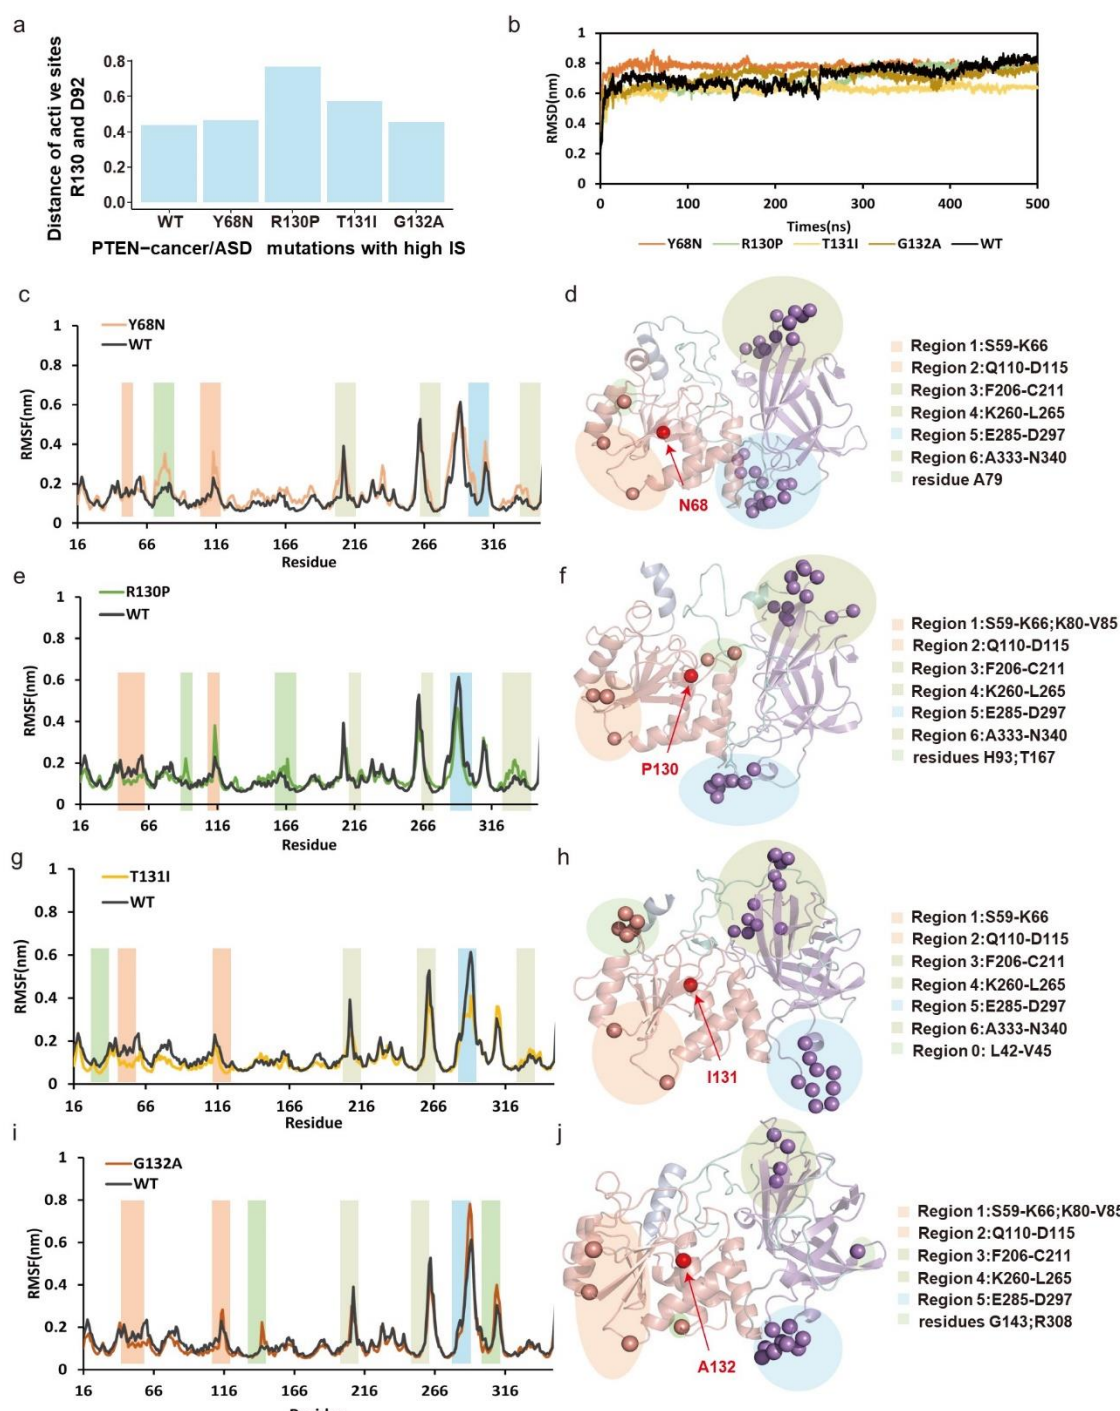 a
Distance of acti ve sites
R130 and D92
0.8
0.6
0.4
0.2
0.0
WT Y68N R130P T131I G132A
PTEN−cancer/ASD mutations with high IS
b
RMSD(nm)
1
0.8
0.6
0.4
0.2
0
0 100 200 300 400 500
Times(ns)
Y68N R130P T131I G132A WT
c
Y68N
WT
RMSF(nm)
1
0.8
0.6
0.4
0.2
0
16 66 116 166 216 266 316
Residue
d
N68
Region 1:S59-K66
Region 2:Q110-D115
Region 3:F206-C211
Region 4:K260-L265
Region 5:E285-D297
Region 6:A333-N340
residue A79
e
R130P
WT
RMSF(nm)
1
0.8
0.6
0.4
0.2
0
16 66 116 166 216 266 316
Residue
f
P130
Region 1:S59-K66;K80-V85
Region 2:Q110-D115
Region 3:F206-C211
Region 4:K260-L265
Region 5:E285-D297
Region 6:A333-N340
residues H93;T167
g
T131I
WT
RMSF(nm)
1
0.8
0.6
0.4
0.2
0
16 66 116 166 216 266 316
Residue
h
I131
Region 1:S59-K66
Region 2:Q110-D115
Region 3:F206-C211
Region 4:K260-L265
Region 5:E285-D297
Region 6:A333-N340
Region 0: L42-V45
i
G132A
WT
RMSF(nm)
1
0.8
0.6
0.4
0.2
0
16 66 116 166 216 266 316
Residue
j
A132
Region 1:S59-K66;K80-V85
Region 2:Q110-D115
Region 3:F206-C211
Region 4:K260-L265
Region 5:E285-D297
residues G143;R308